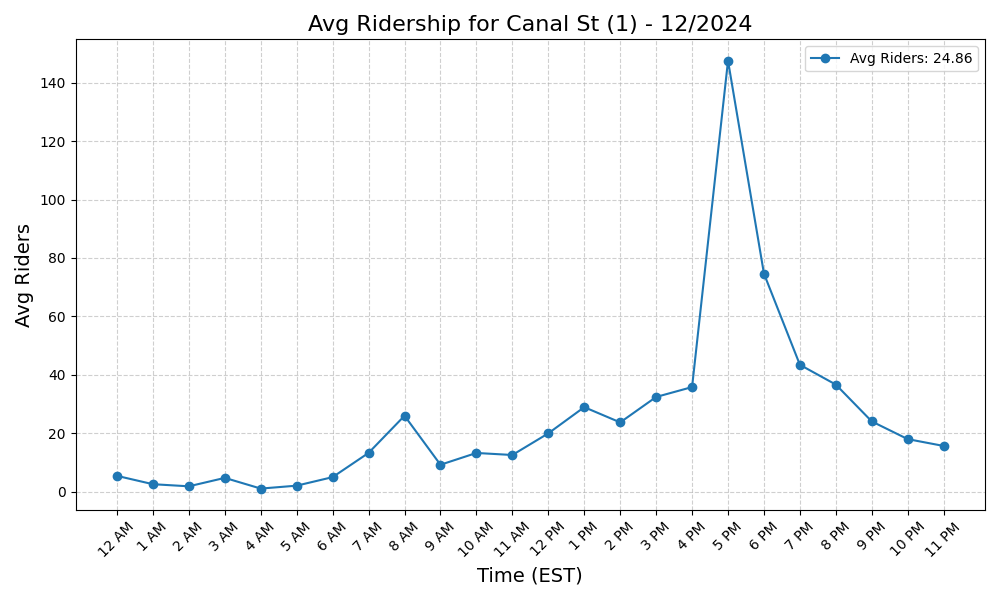 Avg Ridership for Canal St (1) - 12/2024
Avg Riders: 24.86
Avg Riders
140
120
100
80
60
40
20
0
12 AM
1 AM
2 AM
3 AM
4 AM
5 AM
6 AM
7 AM
8 AM
9 AM
10 AM
11 AM
12 PM
1 PM
2 PM
3 PM
4 PM
5 PM
6 PM
7 PM
8 PM
9 PM
10 PM
11 PM
Time (EST)